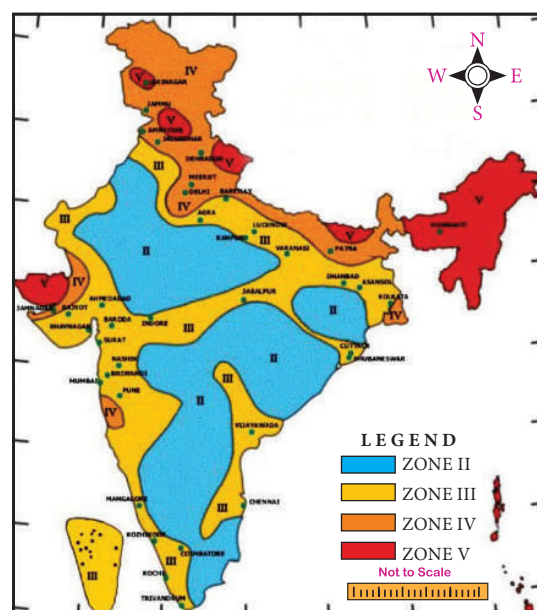 N
W E
S
IV
V
SRINAGAR
JAMMU
V
AMRITSAR
JALANDHAR
DEHRADUN
V
III
MEERUT
DELHI
BAREILLY
IV
III
AGRA
LUCKNOW
KANPUR
III
V
V
GUWAHATI
II
VARANASI
PATNA
V
IV
DHANBAD
ASANSOL
JAMNAGAR
RAJKOT
AHMEDABAD
JABALPUR
KOLKATA
II
IV
BHAVNAGAR
BARODA
INDORE
III
SURAT
II
CUTTACK
BHUBANESWAR
NASHIK
BHIWANDI
III
MUMBAI
PUNE
II
IV
VIJAYAWADA
LEGEND
ZONE II
ZONE III
ZONE IV
ZONE V
Not to Scale
MANGALORE
CHENNAI
III
KOZHIKODE
COIMBATORE
III
III
KOCHI
TRIVANDRUM